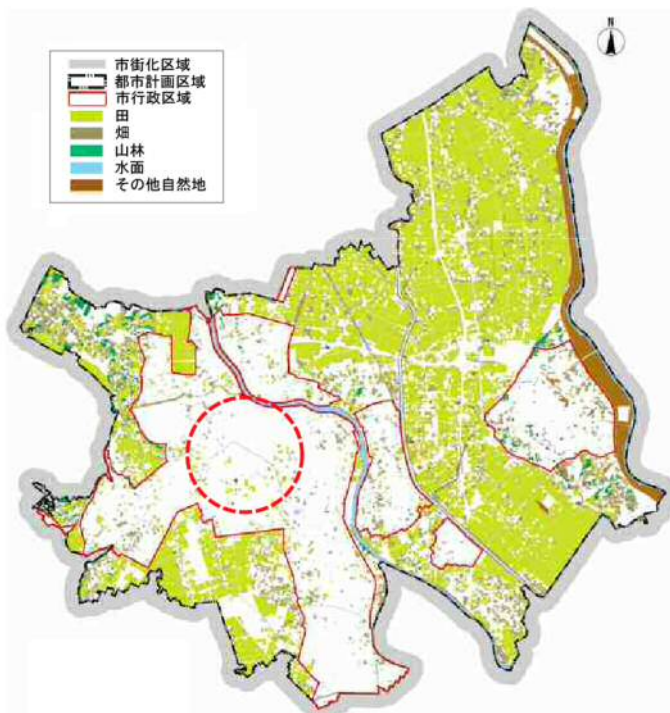 N
市街化区域
都市計画区域
市行政区域
田
畑
山林
水面
その他自然地